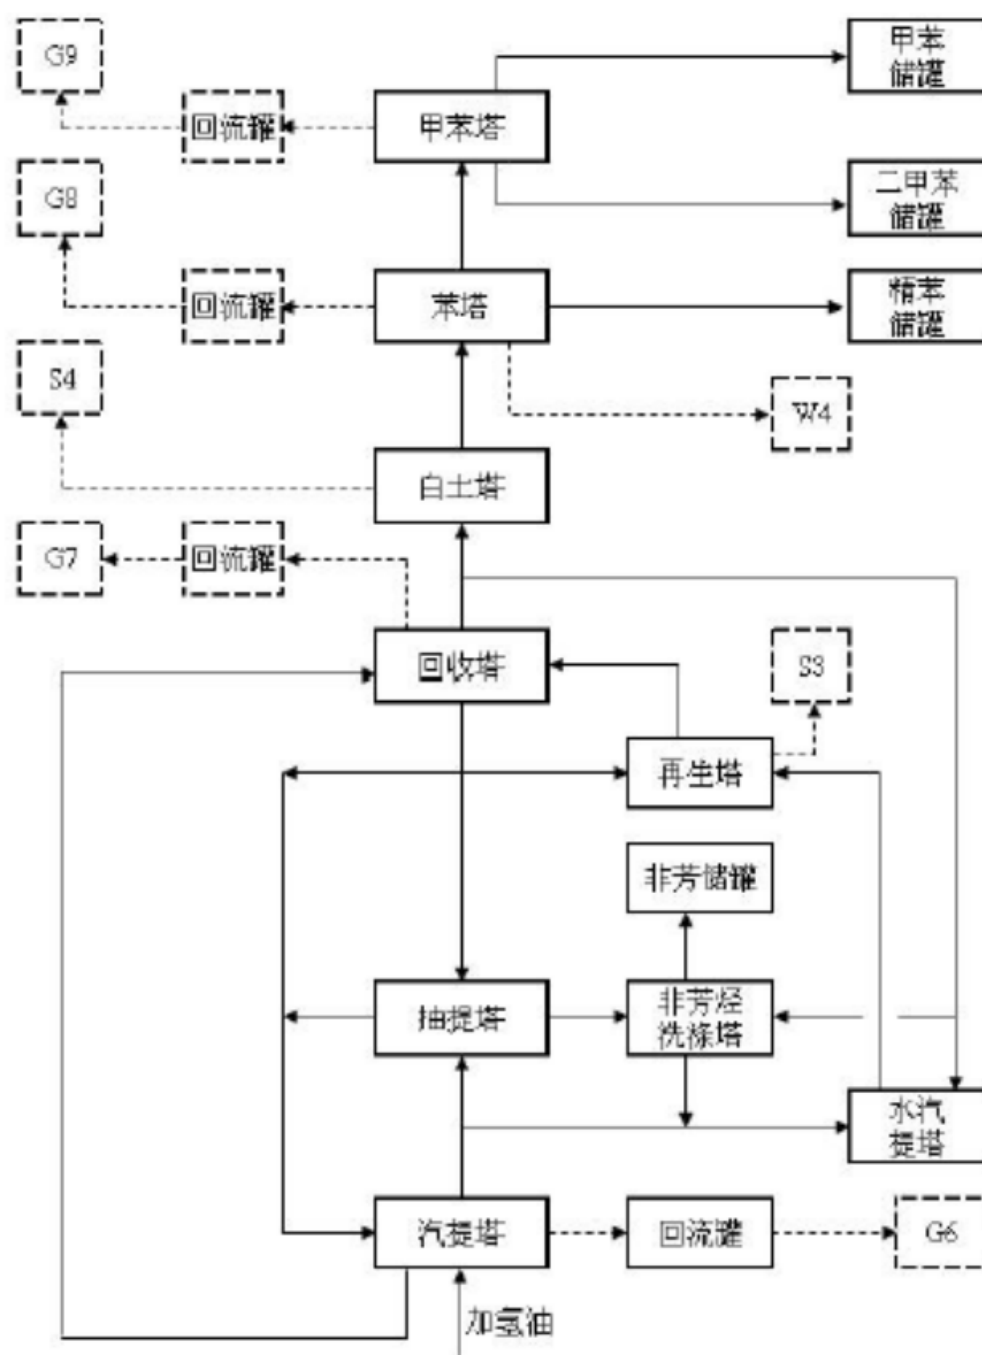 G9
甲苯
储罐
回流罐
甲苯塔
G8
二甲苯
储罐
回流罐
苯塔
精苯
储罐
S4
W4
白土塔
G7
回流罐
回收塔
S3
再生塔
非芳储罐
抽提塔
非芳烃
洗涤塔
水汽
提塔
汽提塔
回流罐
G6
加氢油